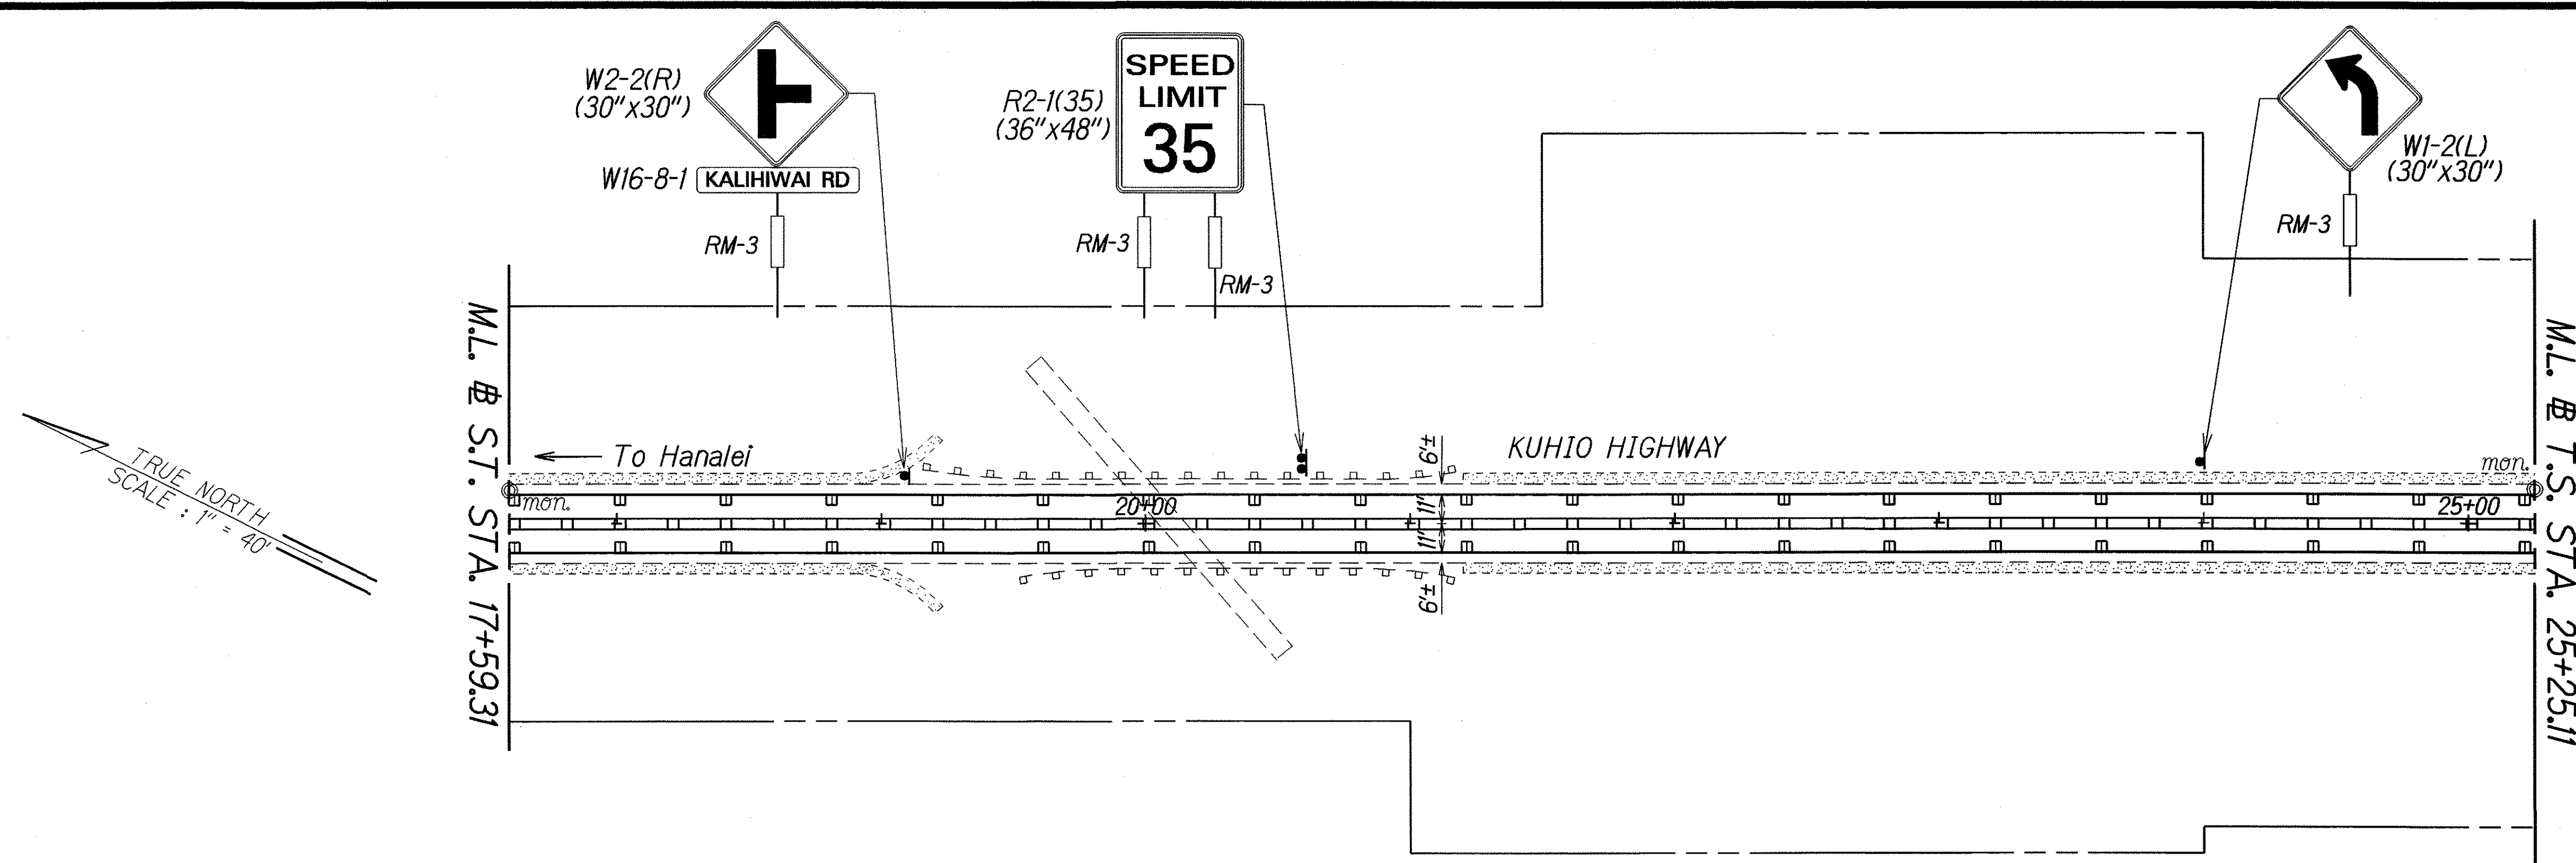 W2-2(R)
(30"x30")
W16-8-1
KALIHIWAI RD
RM-3
R2-1(35)
(36"x48")
SPEED
LIMIT
35
RM-3
RM-3
W1-2(L)
(30"x30")
RM-3
M.L. ⅊ S.T. STA. 17+59.31
TRUE NORTH
SCALE : 1" = 40'
To Hanalei
KUHIO HIGHWAY
mon.
mon.
20+00
25+00
6'±
11'
11'
6'±
M.L. ⅊ T.S. STA. 25+25.11